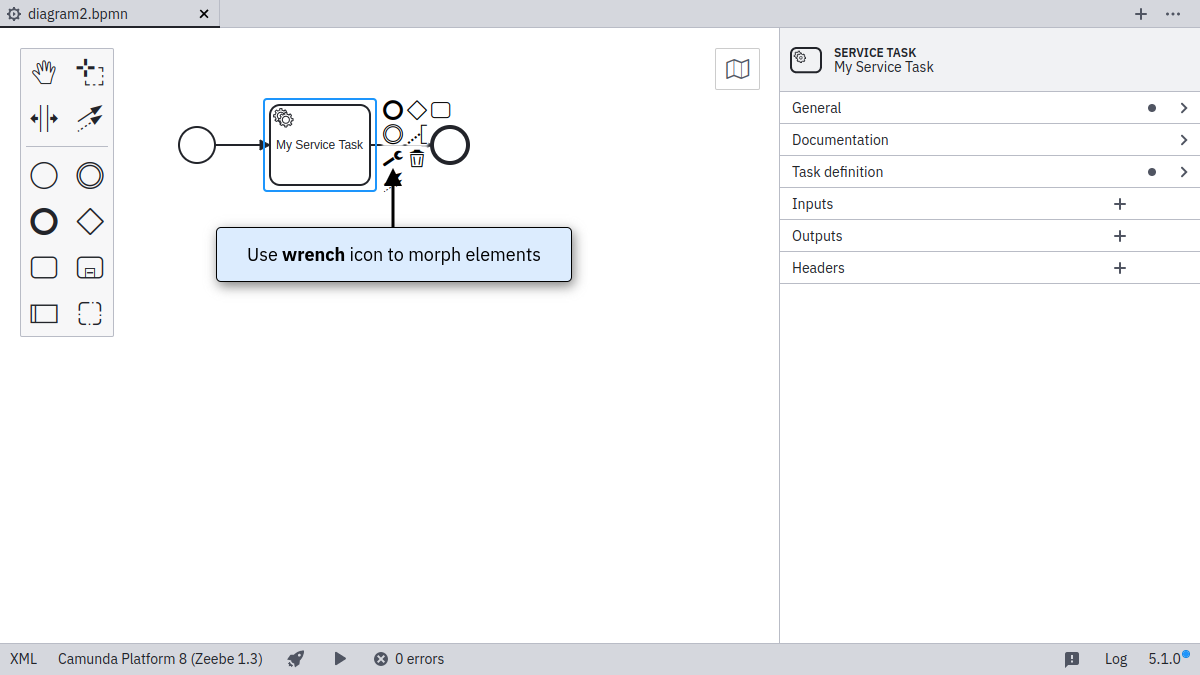 diagram2.bpmn
SERVICE TASK
My Service Task
General
Documentation
Task definition
Inputs
Outputs
Headers
My Service Task
Use wrench icon to morph elements
XML Camunda Platform 8 (Zeebe 1.3) 0 errors Log 5.1.0